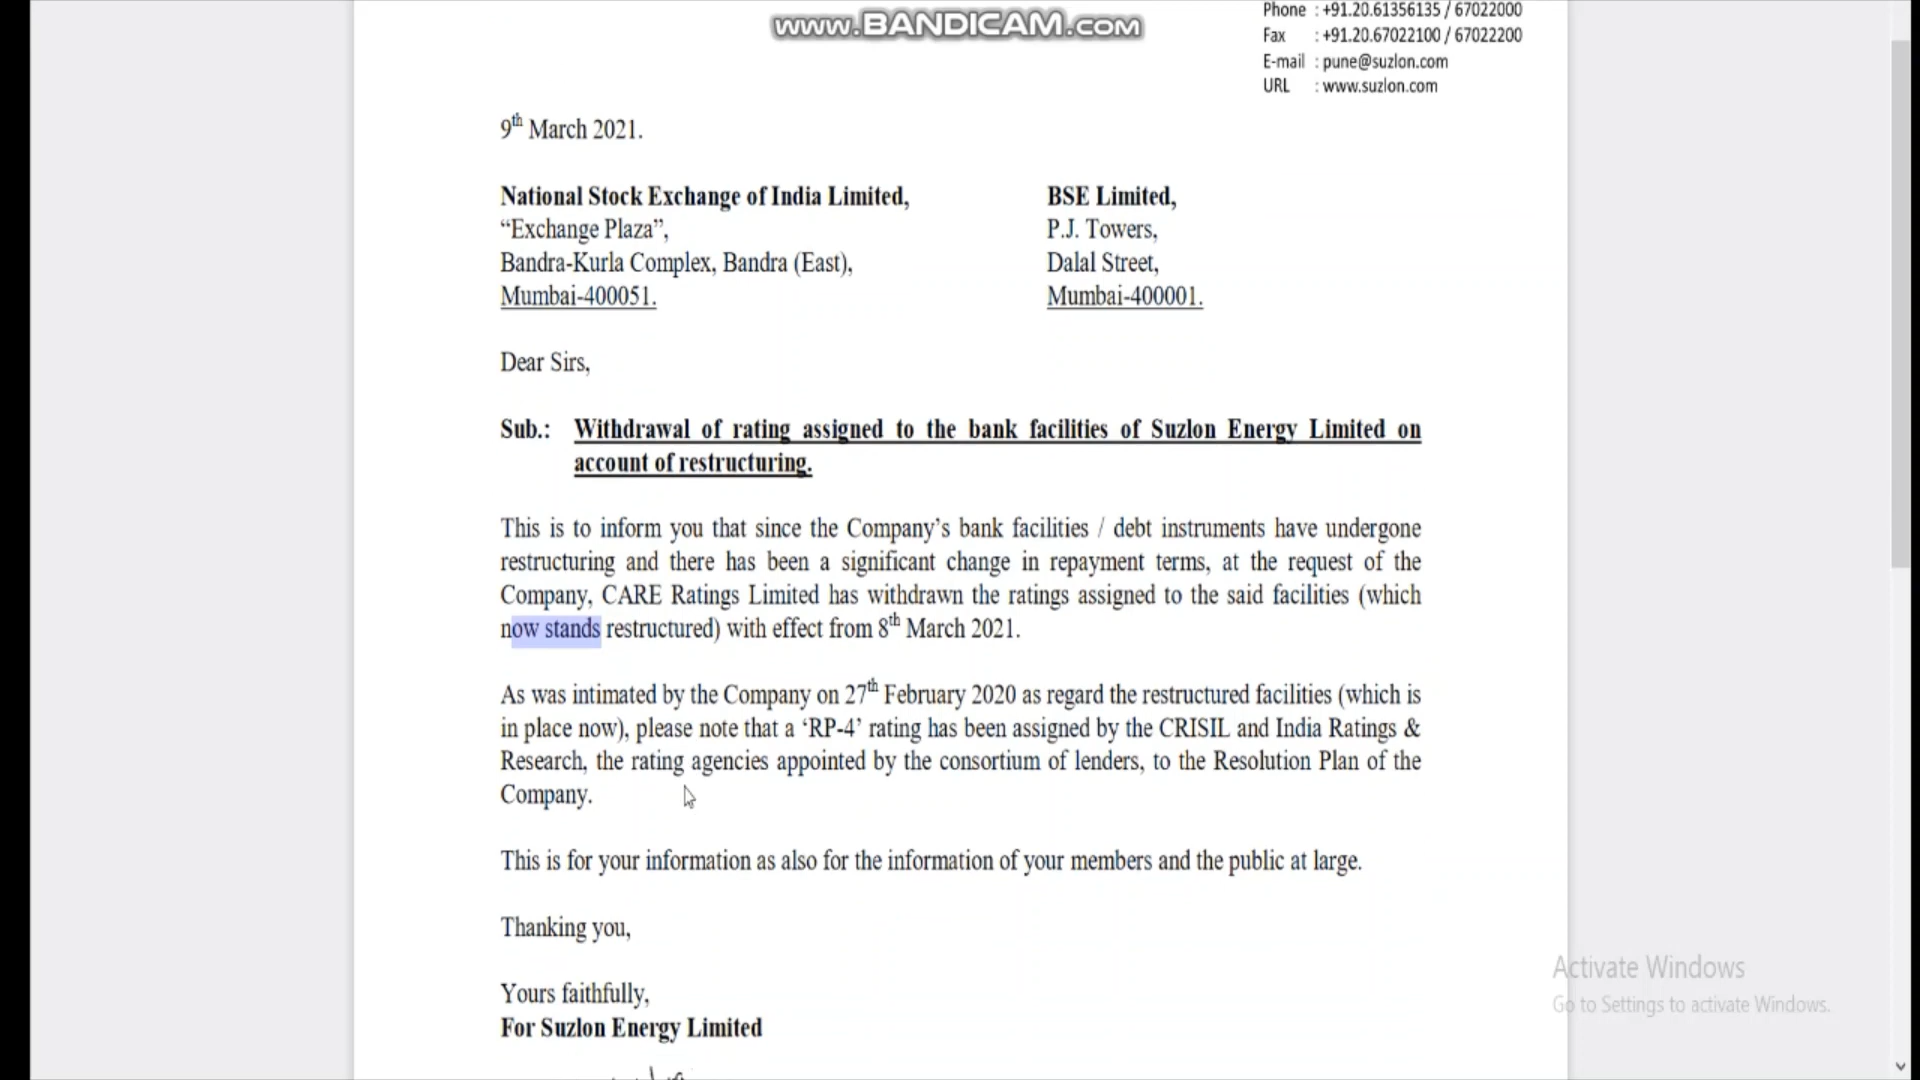 www.BANDICAM.com
Phone : +91.20.61356135 / 67022000
Fax : +91.20.67022100 / 67022200
E-mail : pune@suzlon.com
URL : www.suzlon.com
9th March 2021.
National Stock Exchange of India Limited,
“Exchange Plaza”,
Bandra-Kurla Complex, Bandra (East),
Mumbai-400051.
BSE Limited,
P.J. Towers,
Dalal Street,
Mumbai-400001.
Dear Sirs,
Sub.: Withdrawal of rating assigned to the bank facilities of Suzlon Energy Limited on
account of restructuring.
This is to inform you that since the Company’s bank facilities / debt instruments have undergone
restructuring and there has been a significant change in repayment terms, at the request of the
Company, CARE Ratings Limited has withdrawn the ratings assigned to the said facilities (which
now stands restructured) with effect from 8th March 2021.
As was intimated by the Company on 27th February 2020 as regard the restructured facilities (which is
in place now), please note that a ‘RP-4’ rating has been assigned by the CRISIL and India Ratings &
Research, the rating agencies appointed by the consortium of lenders, to the Resolution Plan of the
Company.
This is for your information as also for the information of your members and the public at large.
Thanking you,
Yours faithfully,
For Suzlon Energy Limited
Activate Windows
Go to Settings to activate Windows.